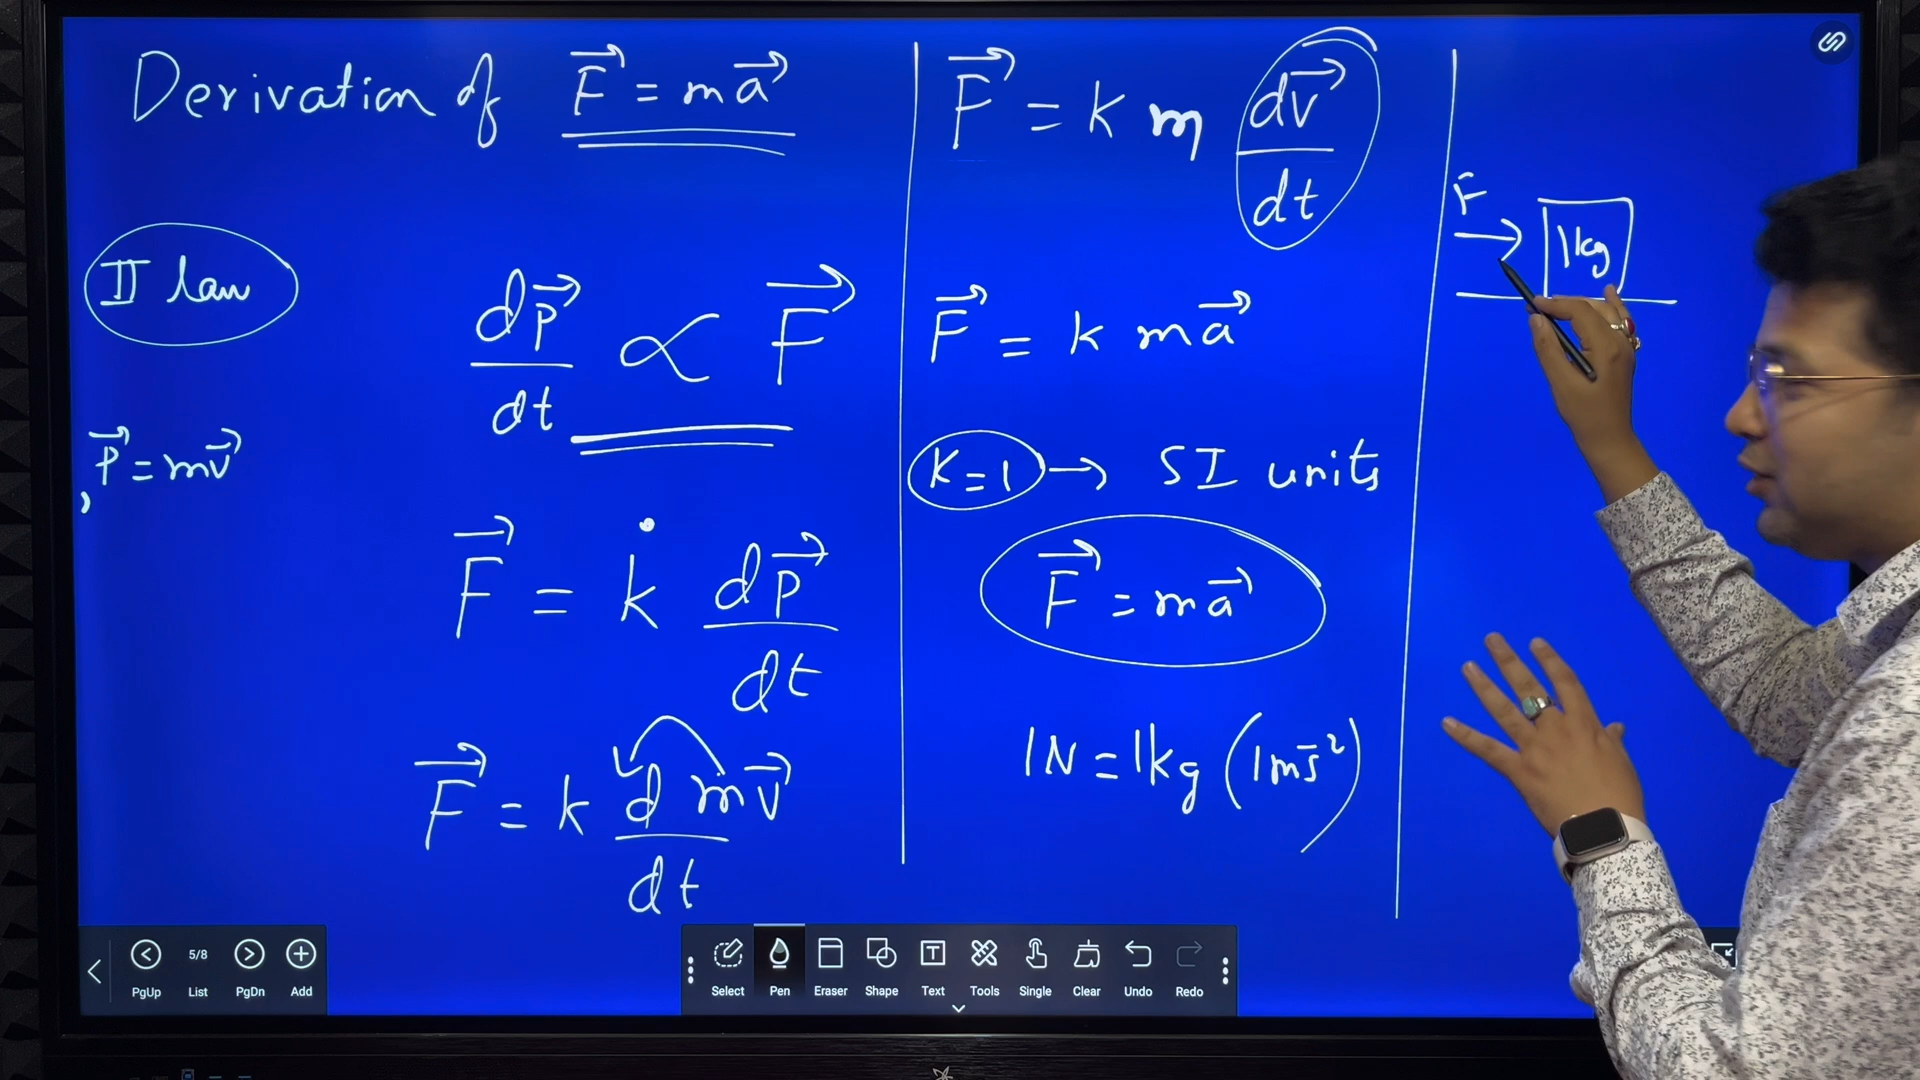 Derivation of F⃗ = ma⃗
II law
dp⃗/dt ∝ F⃗
P⃗ = mv⃗
F⃗ = k dp⃗/dt
F⃗ = k d mv⃗/dt
F⃗ = k m dv⃗/dt
F⃗ = k ma⃗
K=1 → SI units
F⃗ = ma⃗
1N = 1kg (1ms⁻²)
F
→ 1kg
PgUp
5/8
List
PgDn
Add
Select
Pen
Eraser
Shape
Text
Tools
Single
Clear
Undo
Redo